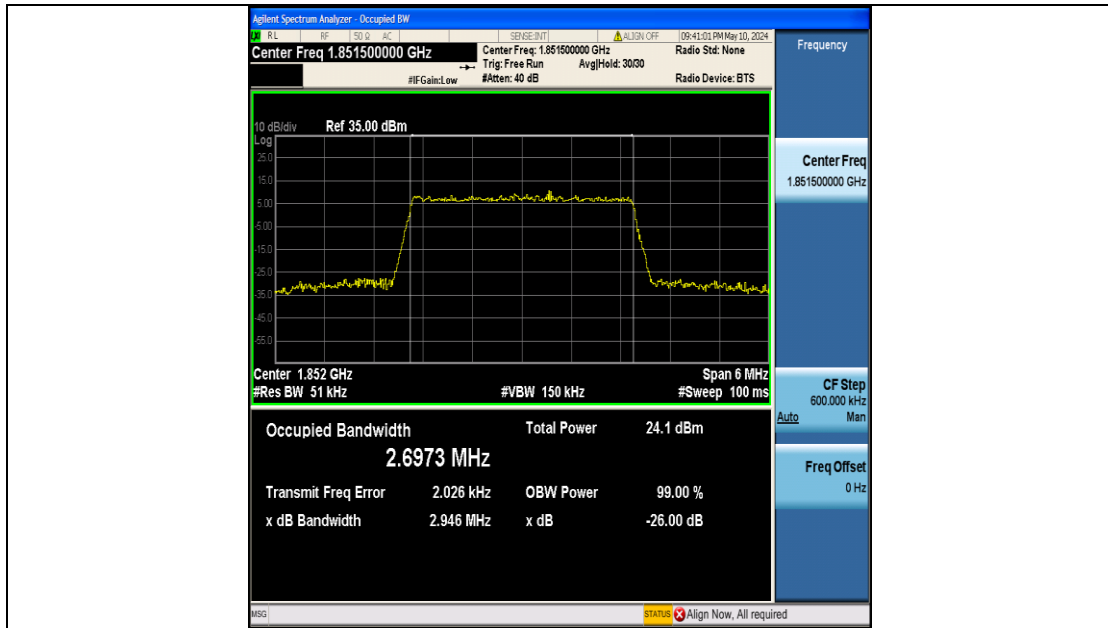 Agilent Spectrum Analyzer - Occupied BW
RL RF 50 Ω AC SENSE:INT ALIGN OFF 09:41:01 PM May 10, 2024
Center Freq 1.851500000 GHz
Center Freq: 1.851500000 GHz
Radio Std: None
Trig: Free Run Avg|Hold: 30/30
#IFGain:Low
#Atten: 40 dB
Radio Device: BTS
10 dB/div Ref 35.00 dBm
Log
25.0
15.0
5.00
-5.00
-15.0
-25.0
-35.0
-45.0
-55.0
Center 1.852 GHz Span 6 MHz
#Res BW 51 kHz #VBW 150 kHz #Sweep 100 ms
Occupied Bandwidth Total Power 24.1 dBm
2.6973 MHz
Transmit Freq Error 2.026 kHz OBW Power 99.00 %
x dB Bandwidth 2.946 MHz x dB -26.00 dB
Frequency
Center Freq
1.851500000 GHz
CF Step
600.000 kHz
Auto Man
Freq Offset
0 Hz
MSG STATUS Align Now, All required